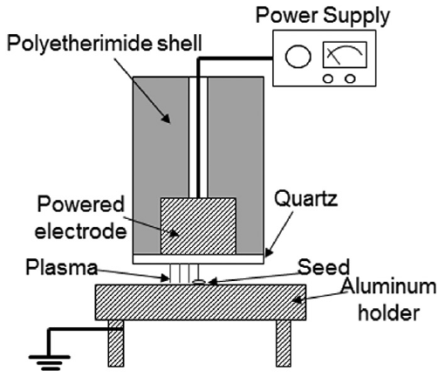 Power Supply
Polyetherimide shell
Powered
electrode
Quartz
Plasma
Seed
Aluminum
holder